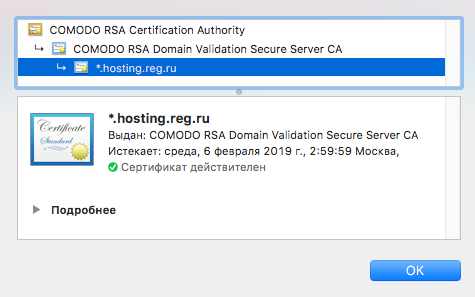 COMODO RSA Certification Authority
COMODO RSA Domain Validation Secure Server CA
*.hosting.reg.ru
Certificate
Standard
*.hosting.reg.ru
Выдан: COMODO RSA Domain Validation Secure Server CA
Истекает: среда, 6 февраля 2019 г., 2:59:59 Москва,
Сертификат действителен
Подробнее
OK